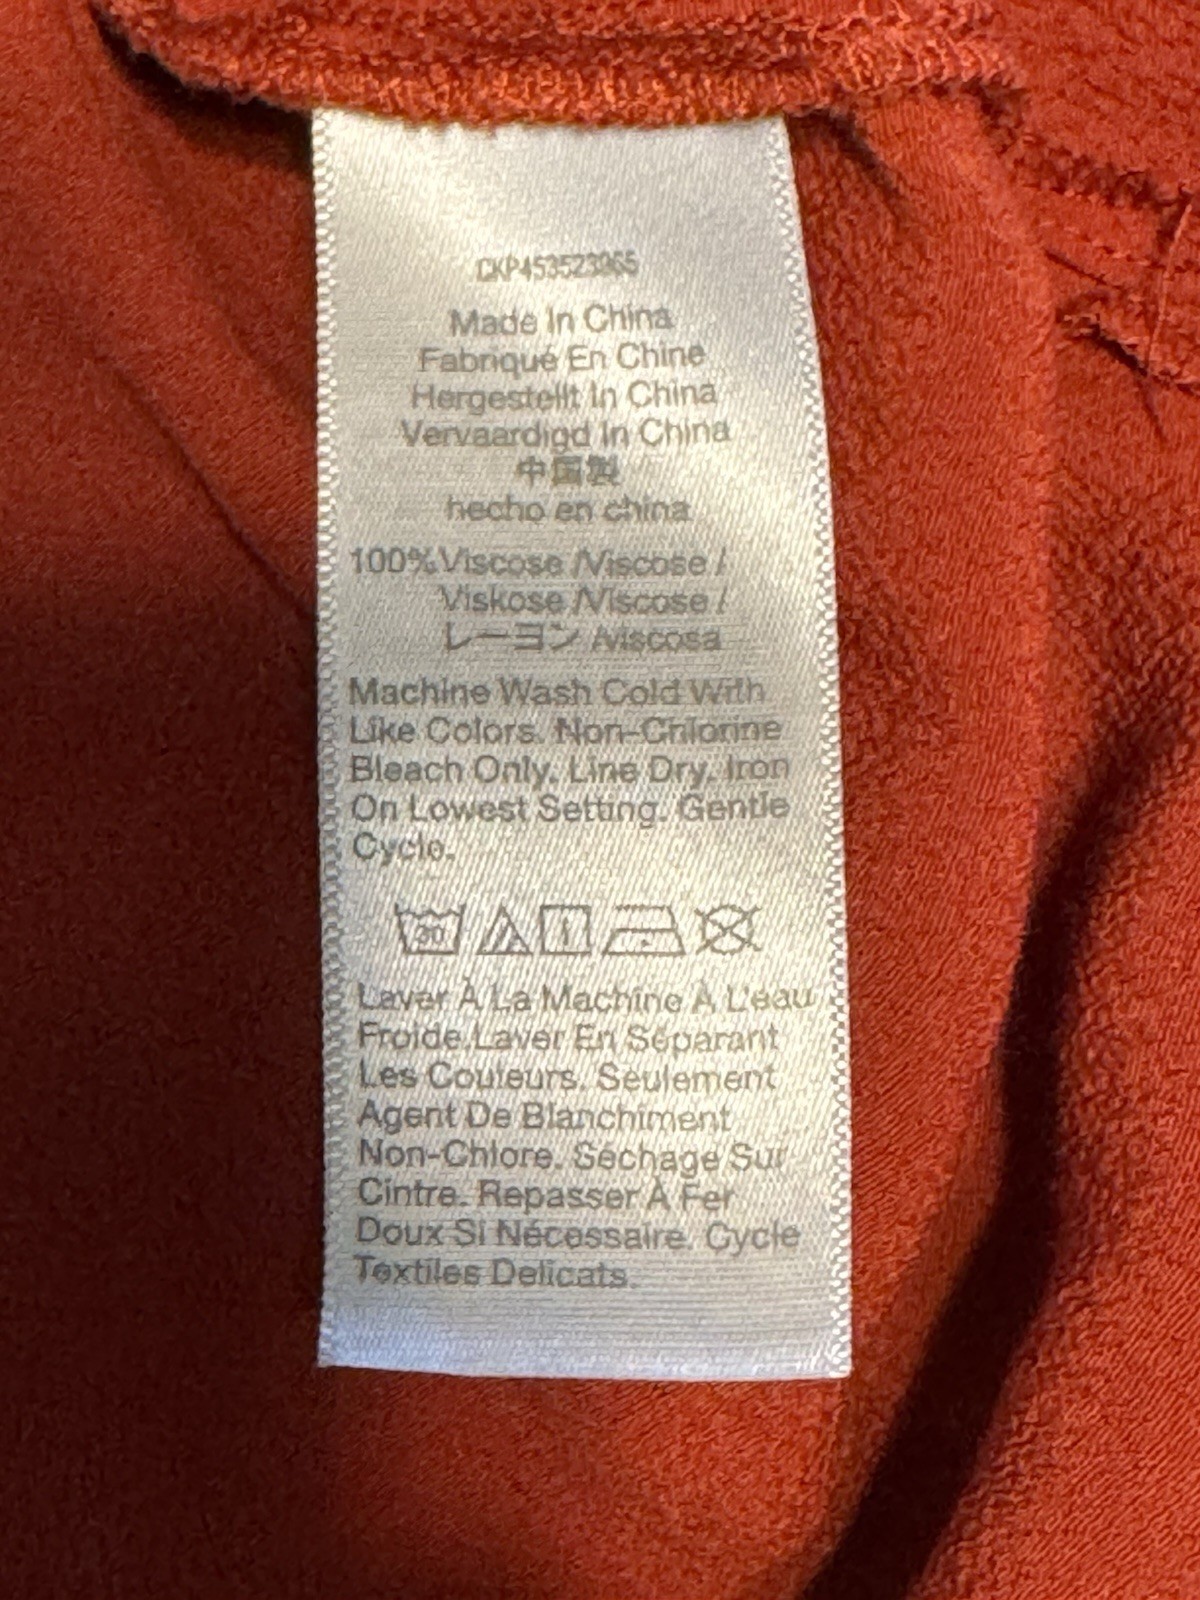 CKP453523365
Made In China
Fabriqué En Chine
Hergestellt In China
Vervaardigd In China
中国製
hecho en china
100% Viscose /Viscose /
Viskose /Viscose /
レーヨン /viscosa
Machine Wash Cold With
Like Colors. Non-Chlorine
Bleach Only. Line Dry. Iron
On Lowest Setting. Gentle
Cycle.
30
Laver À La Machine À L'eau
Froide.Laver En Séparant
Les Couleurs. Seulement
Agent De Blanchiment
Non-Chlore. Séchage Sur
Cintre. Repasser À Fer
Doux Si Nécessaire. Cycle
Textiles Delicats.